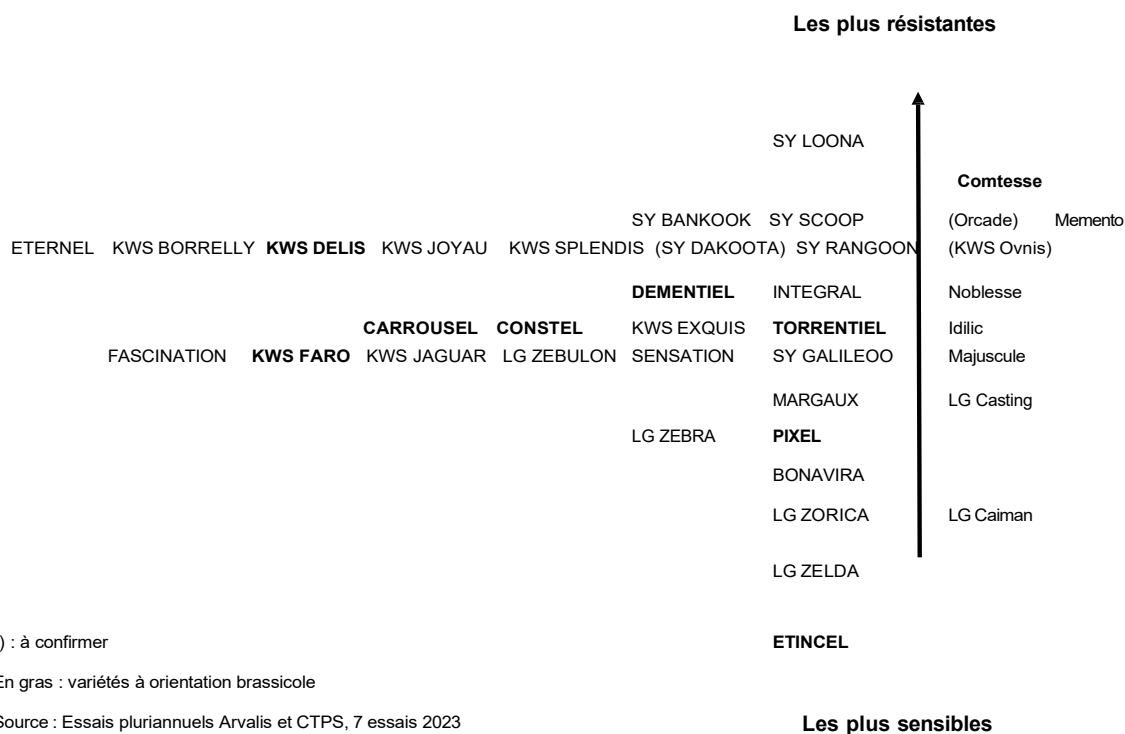 Les plus résistantes
SY LOONA
Comtesse
SY BANKOOK SY SCOOP (Orcade) Memento
ETERNEL KWS BORRELLY KWS DELIS KWS JOYAU KWS SPLENDIS (SY DAKOOTA) SY RANGOON (KWS Ovnis)
DEMENTIEL INTEGRAL Noblesse
CARROUSEL CONSTEL KWS EXQUIS TORRENTIEL Idilic
FASCINATION KWS FARO KWS JAGUAR LG ZEBULON SENSATION SY GALILEOO Majuscule
MARGAUX LG Casting
LG ZEBRA PIXEL
BONAVIRA
LG ZORICA LG Caiman
LG ZELDA
) : à confirmer ETINCEL
En gras : variétés à orientation brassicole
Source : Essais pluriannuels Arvalis et CTPS, 7 essais 2023 Les plus sensibles